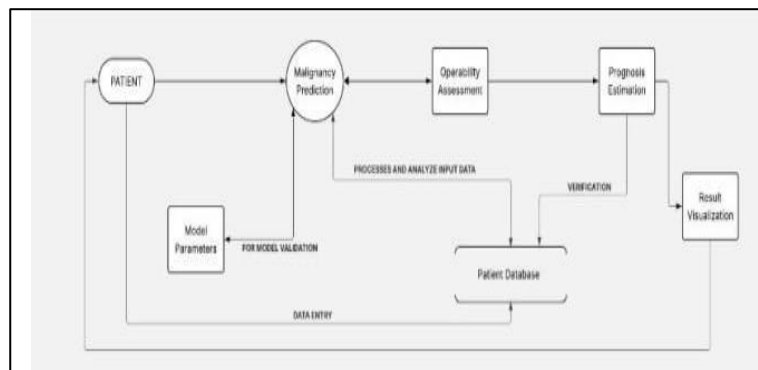 PATIENT
Malignancy
Prediction
Operability
Assessment
Prognosis
Estimation
PROCESSES AND ANALYZE INPUT DATA
VERIFICATION
Result
Visualization
Model
Parameters
FOR MODEL VALIDATION
Patient Database
DATA ENTRY